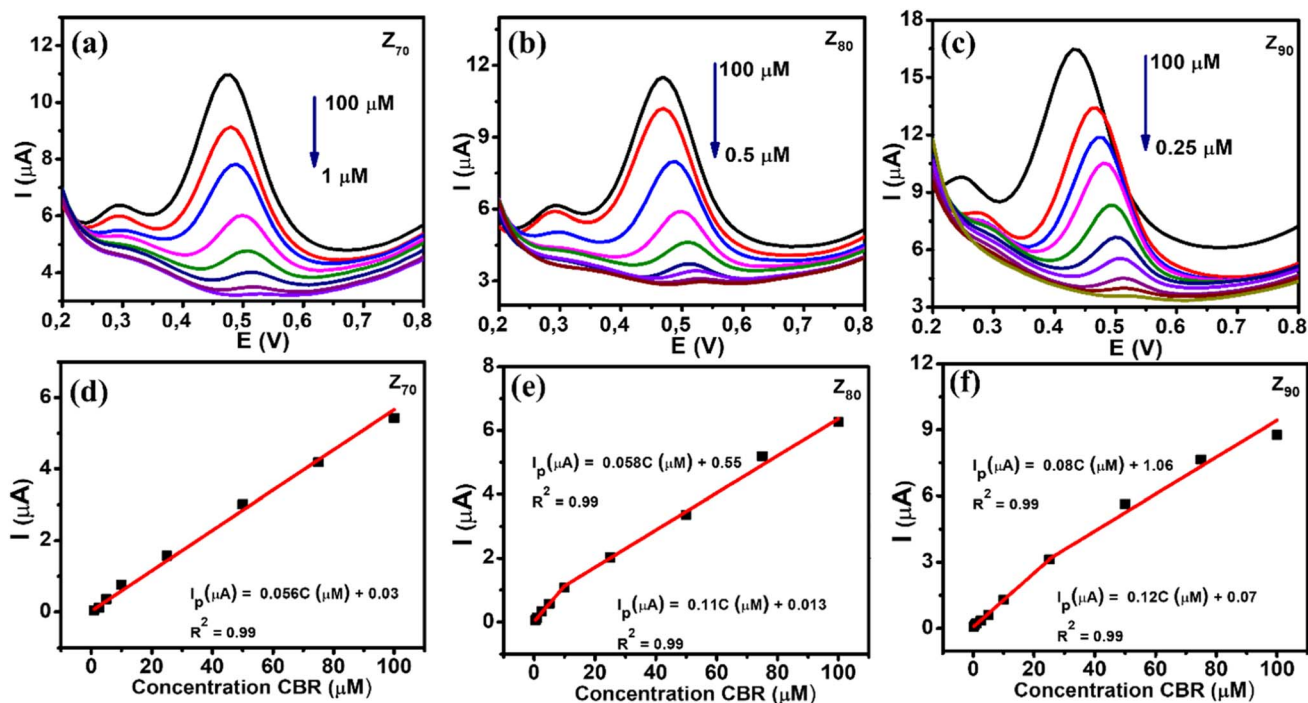 (a)
Z70
100 μM
1 μM
I (μA)
12
10
8
6
4
0,2 0,3 0,4 0,5 0,6 0,7 0,8
E (V)
(b)
Z80
100 μM
0.5 μM
I (μA)
12
9
6
3
0,2 0,3 0,4 0,5 0,6 0,7 0,8
E (V)
(c)
Z90
100 μM
0.25 μM
I (μA)
18
15
12
9
6
3
0.2 0.3 0.4 0.5 0.6 0.7 0.8
E (V)
(d)
Z70
Ip(μA) = 0.056C (μM) + 0.03
R² = 0.99
I (μA)
6
4
2
0
0 20 40 60 80 100
Concentration CBR (μM)
(e)
Z80
Ip(μA) = 0.058C (μM) + 0.55
R² = 0.99
Ip(μA) = 0.11C (μM) + 0.013
R² = 0.99
I (μA)
8
6
4
2
0
0 20 40 60 80 100
Concentration CBR (μM)
(f)
Z90
Ip(μA) = 0.08C (μM) + 1.06
R² = 0.99
Ip(μA) = 0.12C (μM) + 0.07
R² = 0.99
I (μA)
12
9
6
3
0
0 20 40 60 80 100
Concentration CBR (μM)